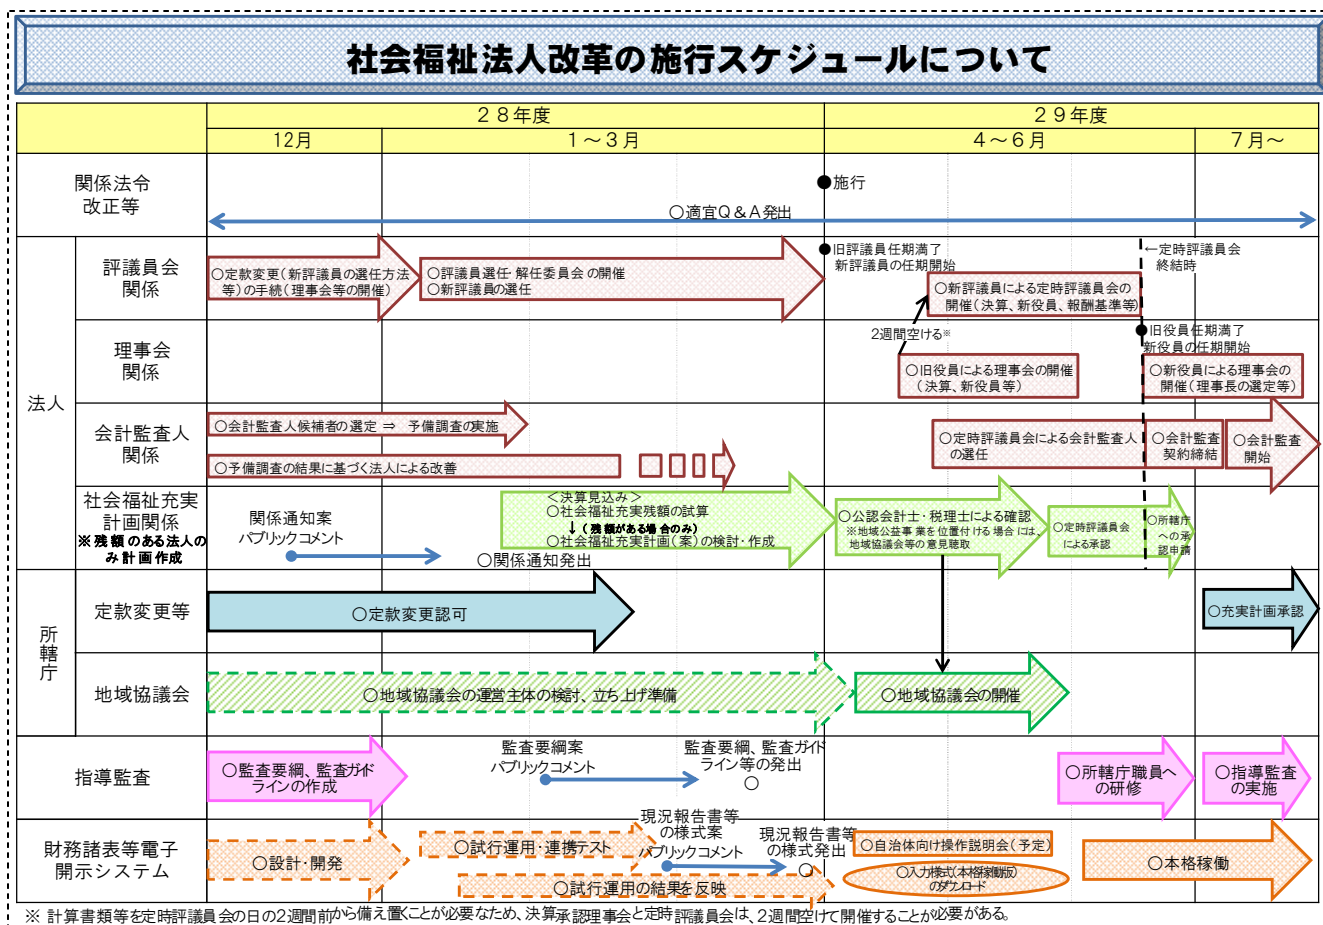 社会福祉法人改革の施行スケジュールについて
28年度
29年度
12月
1～3月
4～6月
7月～
関係法令
改正等
●施行
○適宜Q&A発出
法人
評議員会
関係
○定款変更(新評議員の選任方法
等)の手続(理事会等の開催)
○評議員選任・解任委員会の開催
○新評議員の選任
●旧評議員任期満了
新評議員の任期開始
←定時評議員会
終結時
○新評議員による定時評議員会の
開催(決算、新役員、報酬基準等)
2週間空ける※
理事会
関係
○旧役員による理事会の開催
(決算、新役員等)
●旧役員任期満了
新役員の任期開始
○新役員による理事会の
開催(理事長の選定等)
会計監査人
関係
○会計監査人候補者の選定 ⇒ 予備調査の実施
○予備調査の結果に基づく法人による改善
○定時評議員会による会計監査人
の選任
○会計監査
契約締結
○会計監査
開始
社会福祉充実
計画関係
※残額のある法人の
み計画作成
関係通知案
パブリックコメント
○関係通知発出
<決算見込み>
○社会福祉充実残額の試算
↓(残額がある場合のみ)
○社会福祉充実計画(案)の検討・作成
○公認会計士・税理士による確認
※地域公益事業を位置付ける場合には、
地域協議会等の意見聴取
○定時評議員会
による承認
○所轄庁
への承
認申請
所轄庁
定款変更等
○定款変更認可
○充実計画承認
地域協議会
○地域協議会の運営主体の検討、立ち上げ準備
○地域協議会の開催
指導監査
○監査要綱、監査ガイド
ラインの作成
監査要綱案
パブリックコメント
監査要綱、監査ガイド
ライン等の発出
○
○所轄庁職員へ
の研修
○指導監査
の実施
財務諸表等電子
開示システム
○設計・開発
○試行運用・連携テスト
○試行運用の結果を反映
現況報告書等
の様式案
パブリックコメント
現況報告書等
の様式発出
○
○自治体向け操作説明会(予定)
○入力様式(本格稼働版)
のダウンロード
○本格稼働
※ 計算書類等を定時評議員会の日の2週間前から備え置くことが必要なため、決算承認理事会と定時評議員会は、2週間空けて開催することが必要がある。